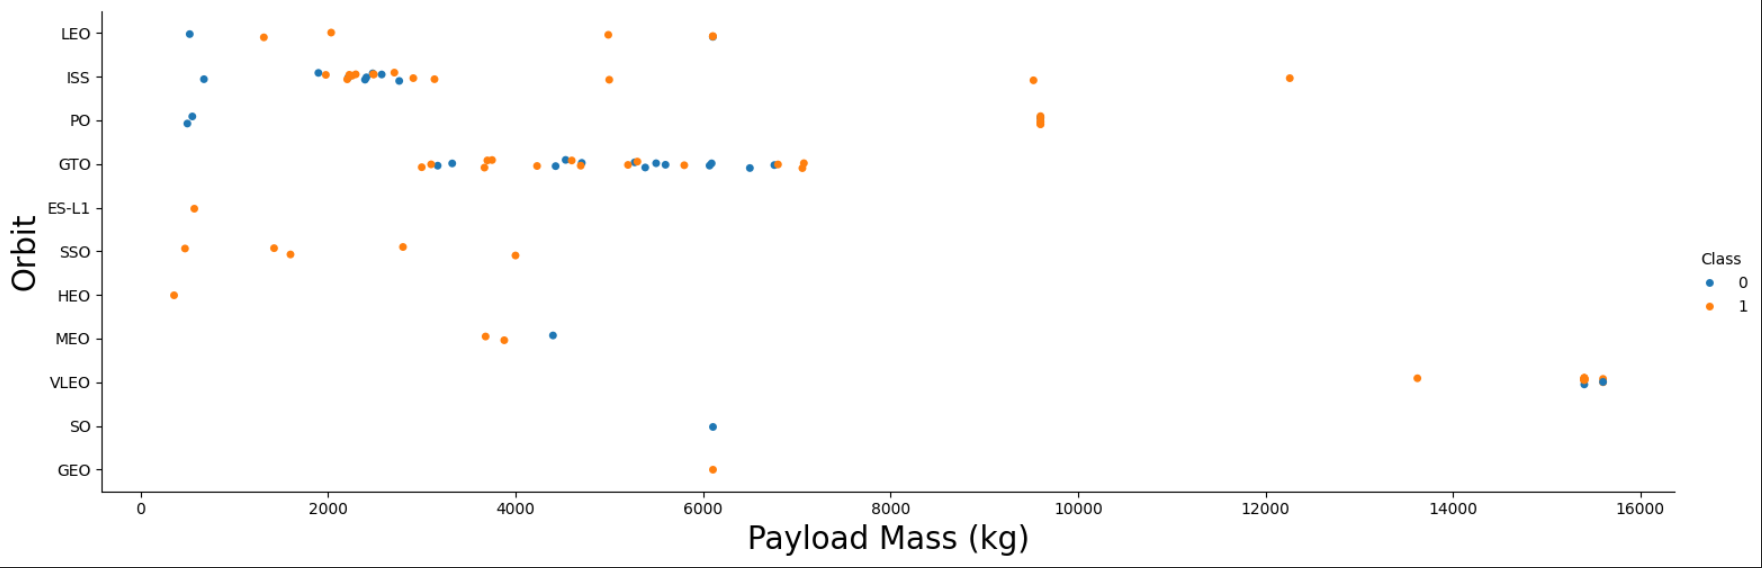 LEO
ISS
PO
GTO
ES-L1
SSO
HEO
MEO
VLEO
SO
GEO
Orbit
0 2000 4000 6000 8000 10000 12000 14000 16000
Payload Mass (kg)
Class
0
1